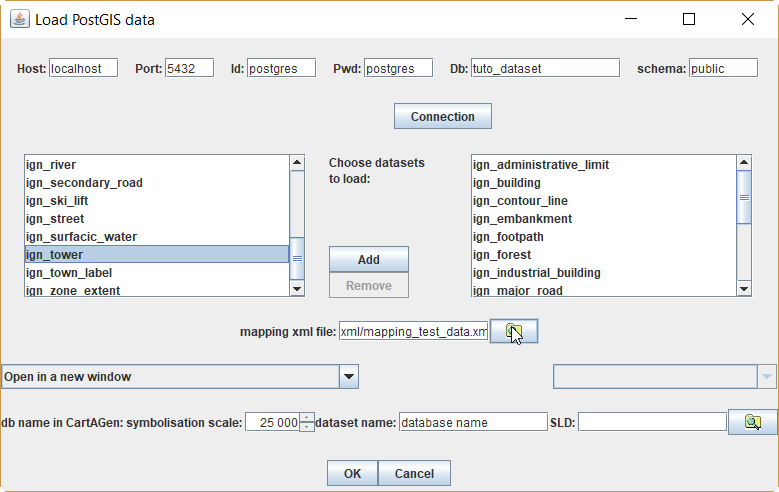 Load PostGIS data
Host: localhost Port: 5432 Id: postgres Pwd: postgres Db: tuto_dataset schema: public
Connection
ign_river
ign_secondary_road
ign_ski_lift
ign_street
ign_surfacic_water
ign_tower
ign_town_label
ign_zone_extent
Choose datasets
to load:
Add
Remove
ign_administrative_limit
ign_building
ign_contour_line
ign_embankment
ign_footpath
ign_forest
ign_industrial_building
ign_major_road
mapping xml file: xml/mapping_test_data.xm
Open in a new window
db name in CartAGen: symbolisation scale: 25 000 dataset name: database name SLD:
OK Cancel